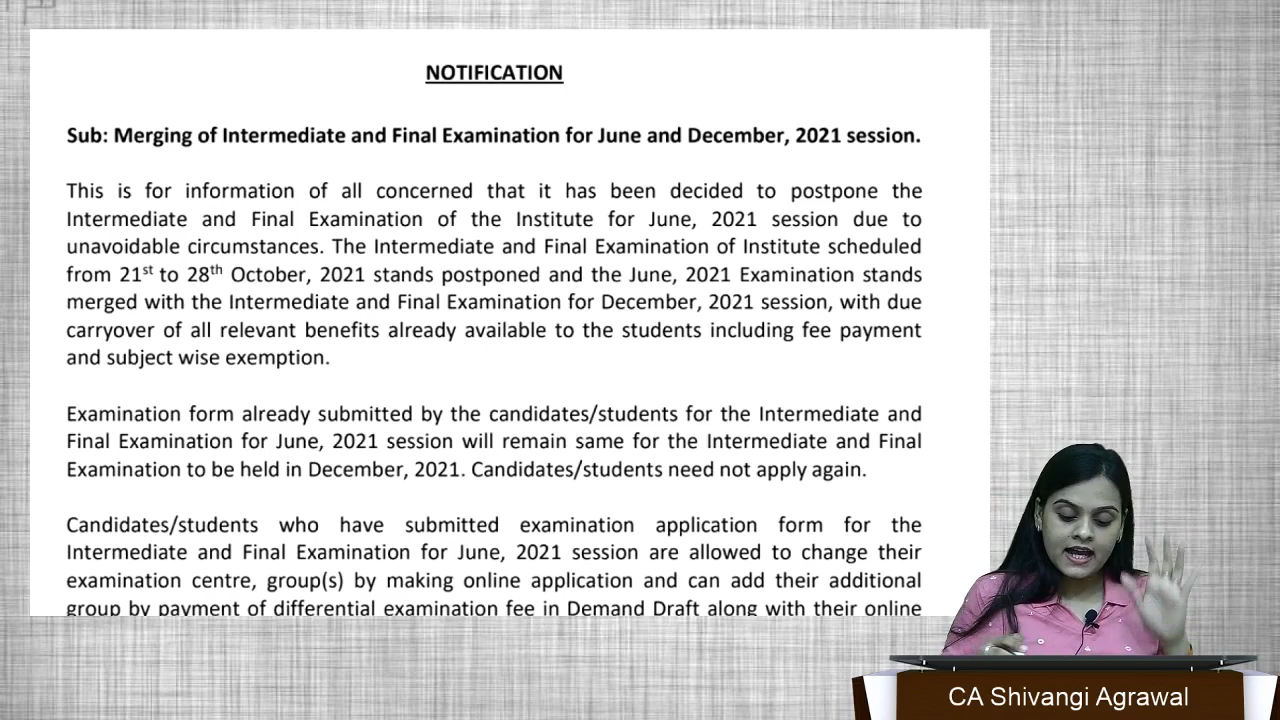 NOTIFICATION
Sub: Merging of Intermediate and Final Examination for June and December, 2021 session.
This is for information of all concerned that it has been decided to postpone the
Intermediate and Final Examination of the Institute for June, 2021 session due to
unavoidable circumstances. The Intermediate and Final Examination of Institute scheduled
from 21st to 28th October, 2021 stands postponed and the June, 2021 Examination stands
merged with the Intermediate and Final Examination for December, 2021 session, with due
carryover of all relevant benefits already available to the students including fee payment
and subject wise exemption.
Examination form already submitted by the candidates/students for the Intermediate and
Final Examination for June, 2021 session will remain same for the Intermediate and Final
Examination to be held in December, 2021. Candidates/students need not apply again.
Candidates/students who have submitted examination application form for the
Intermediate and Final Examination for June, 2021 session are allowed to change their
examination centre, group(s) by making online application and can add their additional
group by payment of differential examination fee in Demand Draft along with their online
CA Shivangi Agrawal